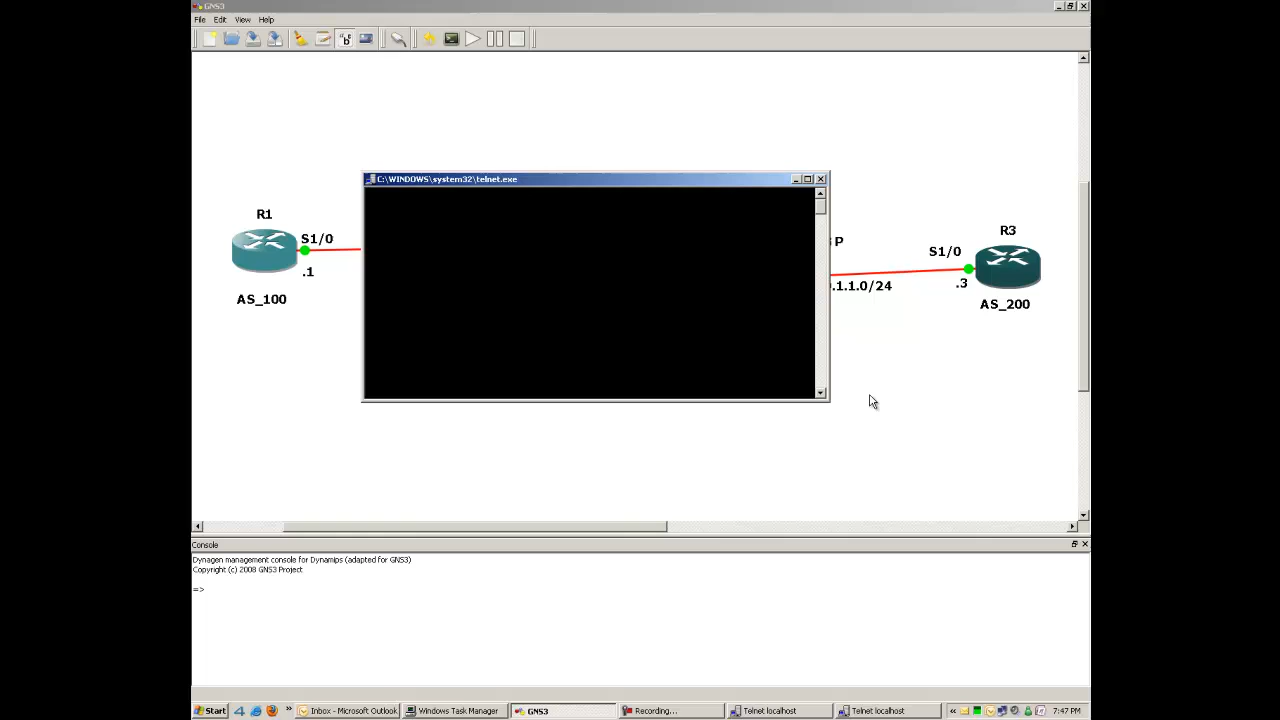 GNS3
File Edit View Help
C:\WINDOWS\system32\telnet.exe
R1
S1/0
.1
AS_100
P
.1.1.0/24
S1/0
R3
.3
AS_200
Console
Dynagen management console for Dynamips (adapted for GNS3)
Copyright (c) 2008 GNS3 Project
=>
Start
Inbox - Microsoft Outlook
Windows Task Manager
GNS3
Recording...
Telnet localhost
Telnet localhost
7:47 PM